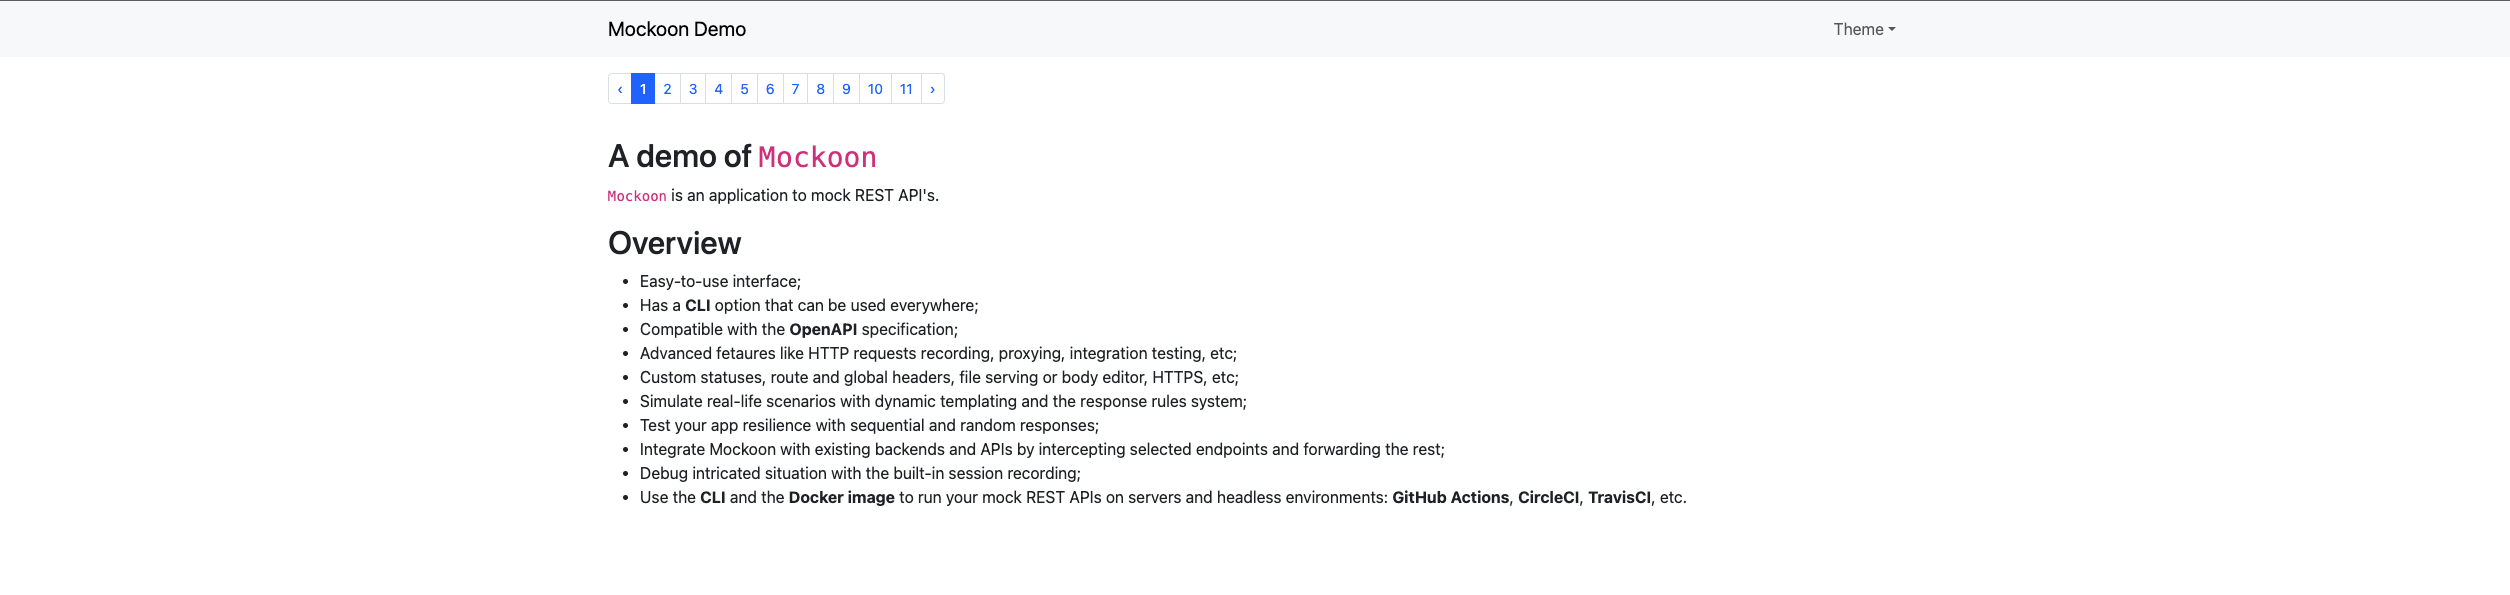 Mockoon Demo
Theme
‹ 1 2 3 4 5 6 7 8 9 10 11 ›
A demo of Mockoon
Mockoon is an application to mock REST API's.
Overview
• Easy-to-use interface;
• Has a CLI option that can be used everywhere;
• Compatible with the OpenAPI specification;
• Advanced fetaures like HTTP requests recording, proxying, integration testing, etc;
• Custom statuses, route and global headers, file serving or body editor, HTTPS, etc;
• Simulate real-life scenarios with dynamic templating and the response rules system;
• Test your app resilience with sequential and random responses;
• Integrate Mockoon with existing backends and APIs by intercepting selected endpoints and forwarding the rest;
• Debug intricated situation with the built-in session recording;
• Use the CLI and the Docker image to run your mock REST APIs on servers and headless environments: GitHub Actions, CircleCI, TravisCI, etc.